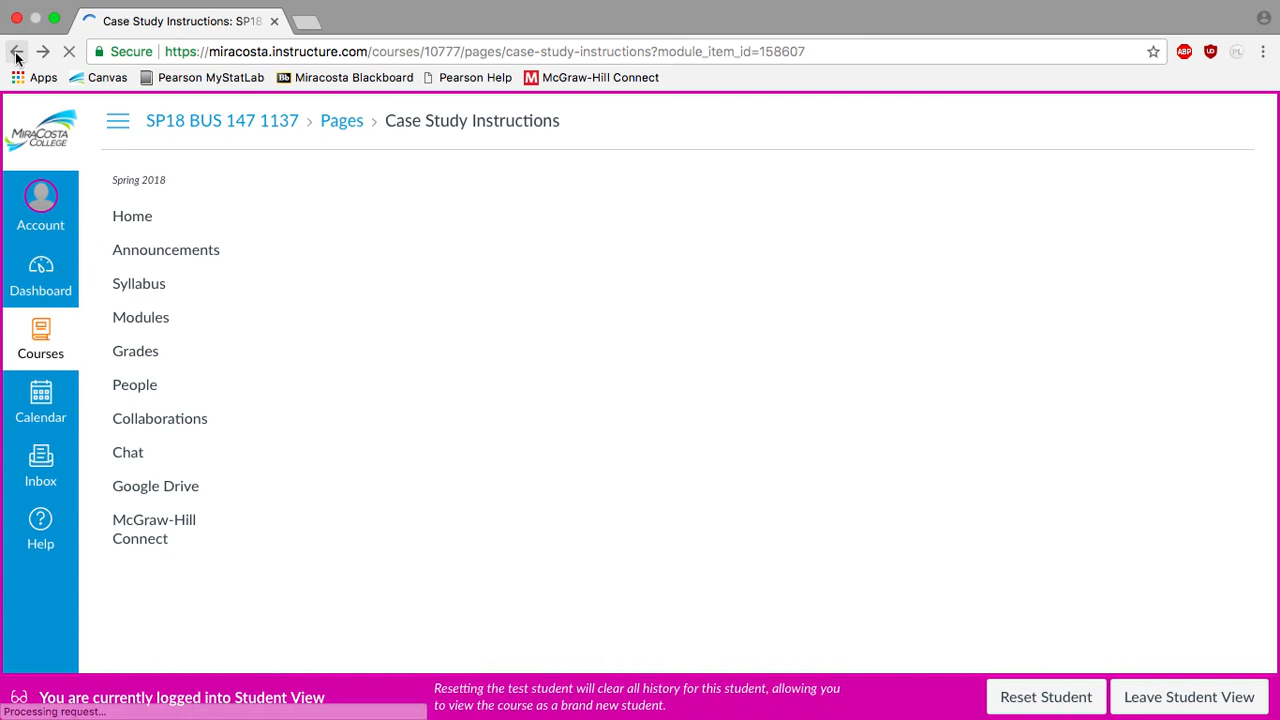 Case Study Instructions: SP18
Secure | https://miracosta.instructure.com/courses/10777/pages/case-study-instructions?module_item_id=158607
ABP
PL
Apps Canvas Pearson MyStatLab Bb Miracosta Blackboard Pearson Help M McGraw-Hill Connect
MIRACOSTA
COLLEGE
SP18 BUS 147 1137 > Pages > Case Study Instructions
Spring 2018
Home
Announcements
Syllabus
Modules
Grades
People
Collaborations
Chat
Google Drive
McGraw-Hill
Connect
Account
Dashboard
Courses
Calendar
Inbox
Help
You are currently logged into Student View
Resetting the test student will clear all history for this student, allowing you
to view the course as a brand new student.
Reset Student
Leave Student View
Processing request...